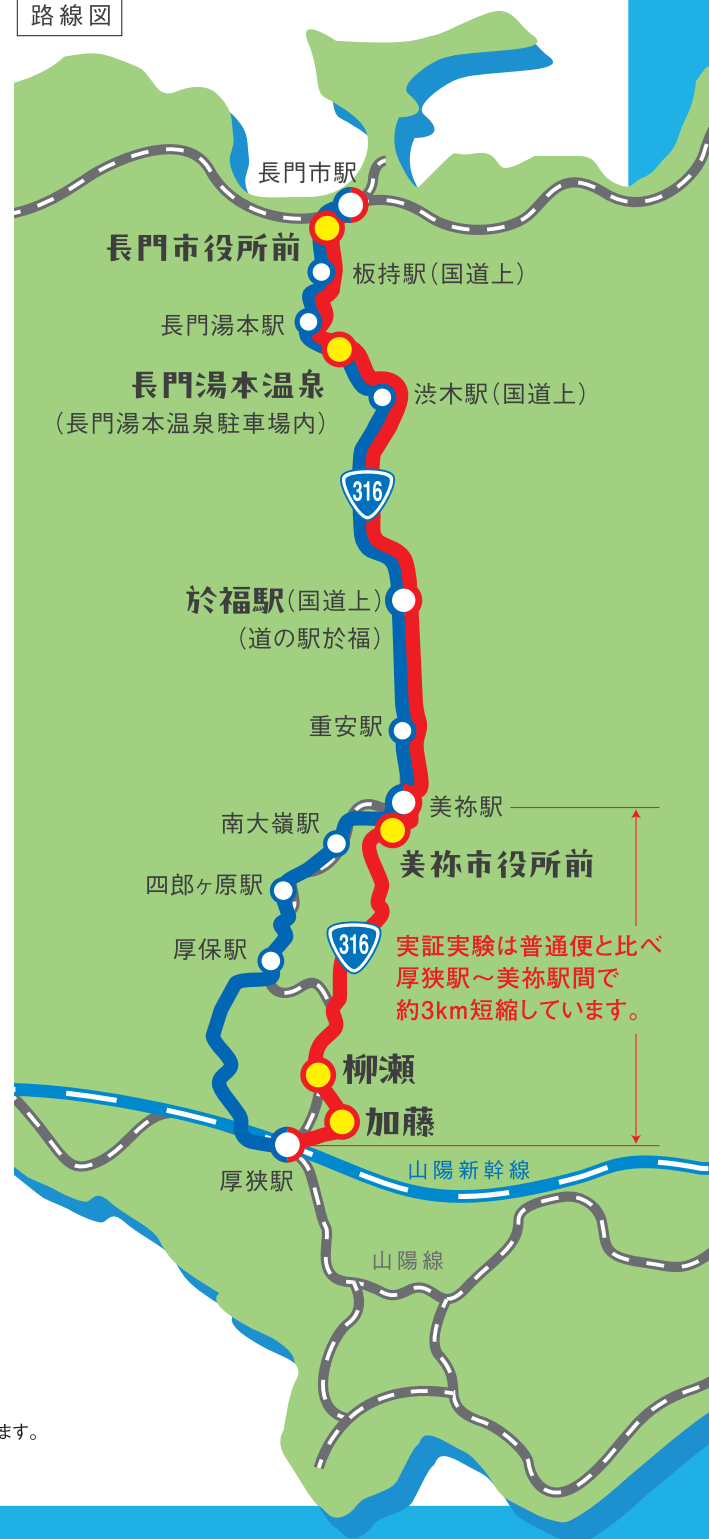 路線図
長門市駅
長門市役所前
板持駅(国道上)
長門湯本駅
長門湯本温泉
(長門湯本温泉駐車場内)
渋木駅(国道上)
316
於福駅(国道上)
(道の駅於福)
重安駅
美祢駅
南大嶺駅
美祢市役所前
四郎ヶ原駅
316
厚保駅
実証実験は普通便と比べ
厚狭駅〜美祢駅間で
約3km短縮しています。
柳瀬
加藤
厚狭駅
山陽新幹線
山陽線
ます。